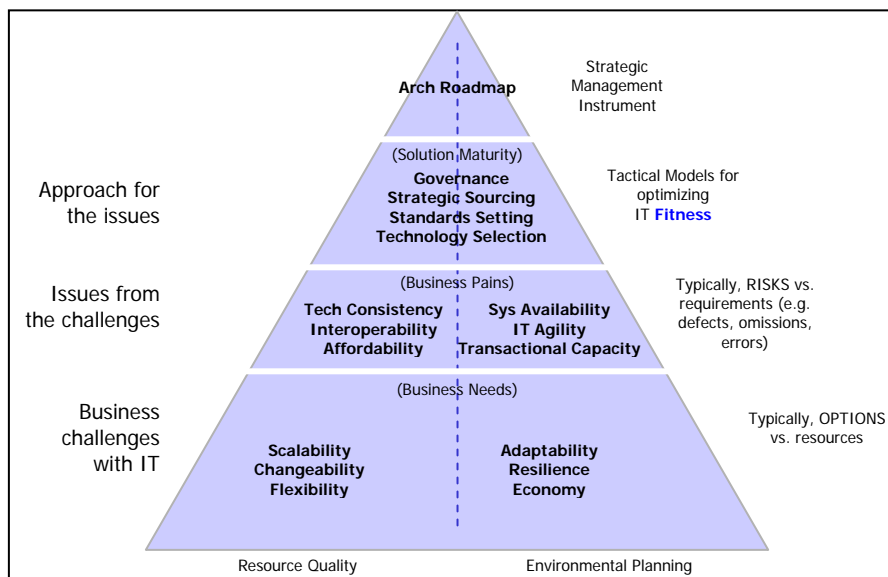 Arch Roadmap
Strategic
Management
Instrument
Approach for
the issues
(Solution Maturity)
Governance
Strategic Sourcing
Standards Setting
Technology Selection
Tactical Models for
optimizing
IT Fitness
Issues from
the challenges
(Business Pains)
Tech Consistency
Interoperability
Affordability
Sys Availability
IT Agility
Transactional Capacity
Typically, RISKS vs.
requirements (e.g.
defects, omissions,
errors)
Business
challenges
with IT
(Business Needs)
Scalability
Changeability
Flexibility
Adaptability
Resilience
Economy
Typically, OPTIONS
vs. resources
Resource Quality
Environmental Planning